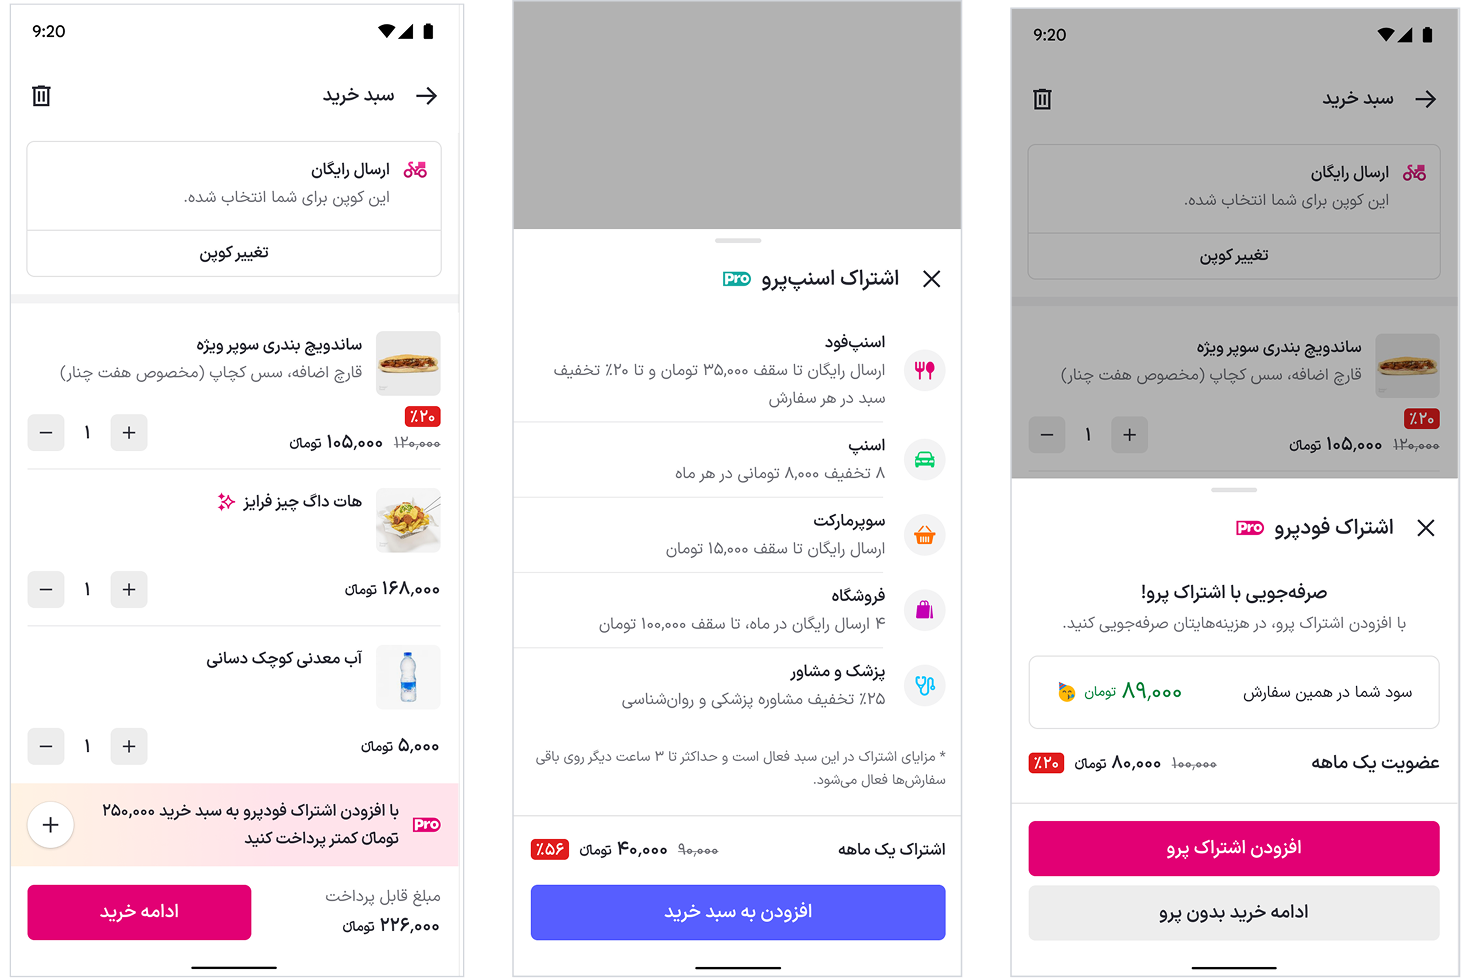 9:20
سبد خرید
ارسال رایگان
این کوپن برای شما انتخاب شده.
تغییر کوپن
ساندویچ بندری سوپر ویژه
قارچ اضافه، سس کچاپ (مخصوص هفت چنار)
٪۲۰
۱۲۰,۰۰۰ ۱۰۵,۰۰۰ تومان
۱
هات داگ چیز فرایز
۱۶۸,۰۰۰ تومان
۱
آب معدنی کوچک دسانی
۵,۰۰۰ تومان
۱
Pro
با افزودن اشتراک فودپرو به سبد خرید ۲۵۰,۰۰۰
تومان کمتر پرداخت کنید
مبلغ قابل پرداخت
۲۲۶,۰۰۰ تومان
ادامه خرید
اشتراک اسنپ‌پرو Pro
اسنپ‌فود
ارسال رایگان تا سقف ۳۵,۰۰۰ تومان و تا ۲۰٪ تخفیف
سبد در هر سفارش
اسنپ
۸ تخفیف ۸,۰۰۰ تومانی در هر ماه
سوپرمارکت
ارسال رایگان تا سقف ۱۵,۰۰۰ تومان
فروشگاه
۴ ارسال رایگان در ماه، تا سقف ۱۰۰,۰۰۰ تومان
پزشک و مشاور
۲۵٪ تخفیف مشاوره پزشکی و روان‌شناسی
* مزایای اشتراک در این سبد فعال است و حداکثر تا ۳ ساعت دیگر روی باقی
سفارش‌ها فعال می‌شود.
اشتراک یک ماهه
۹۰,۰۰۰ ۴۰,۰۰۰ تومان ٪۵۶
افزودن به سبد خرید
9:20
سبد خرید
ارسال رایگان
این کوپن برای شما انتخاب شده.
تغییر کوپن
ساندویچ بندری سوپر ویژه
قارچ اضافه، سس کچاپ (مخصوص هفت چنار)
٪۲۰
۱۲۰,۰۰۰ ۱۰۵,۰۰۰ تومان
۱
اشتراک فودپرو Pro
صرفه‌جویی با اشتراک پرو!
با افزودن اشتراک پرو، در هزینه‌هایتان صرفه‌جویی کنید.
سود شما در همین سفارش
۸۹,۰۰۰ تومان
عضویت یک ماهه
۱۰۰,۰۰۰ ۸۰,۰۰۰ تومان ٪۲۰
افزودن اشتراک پرو
ادامه خرید بدون پرو